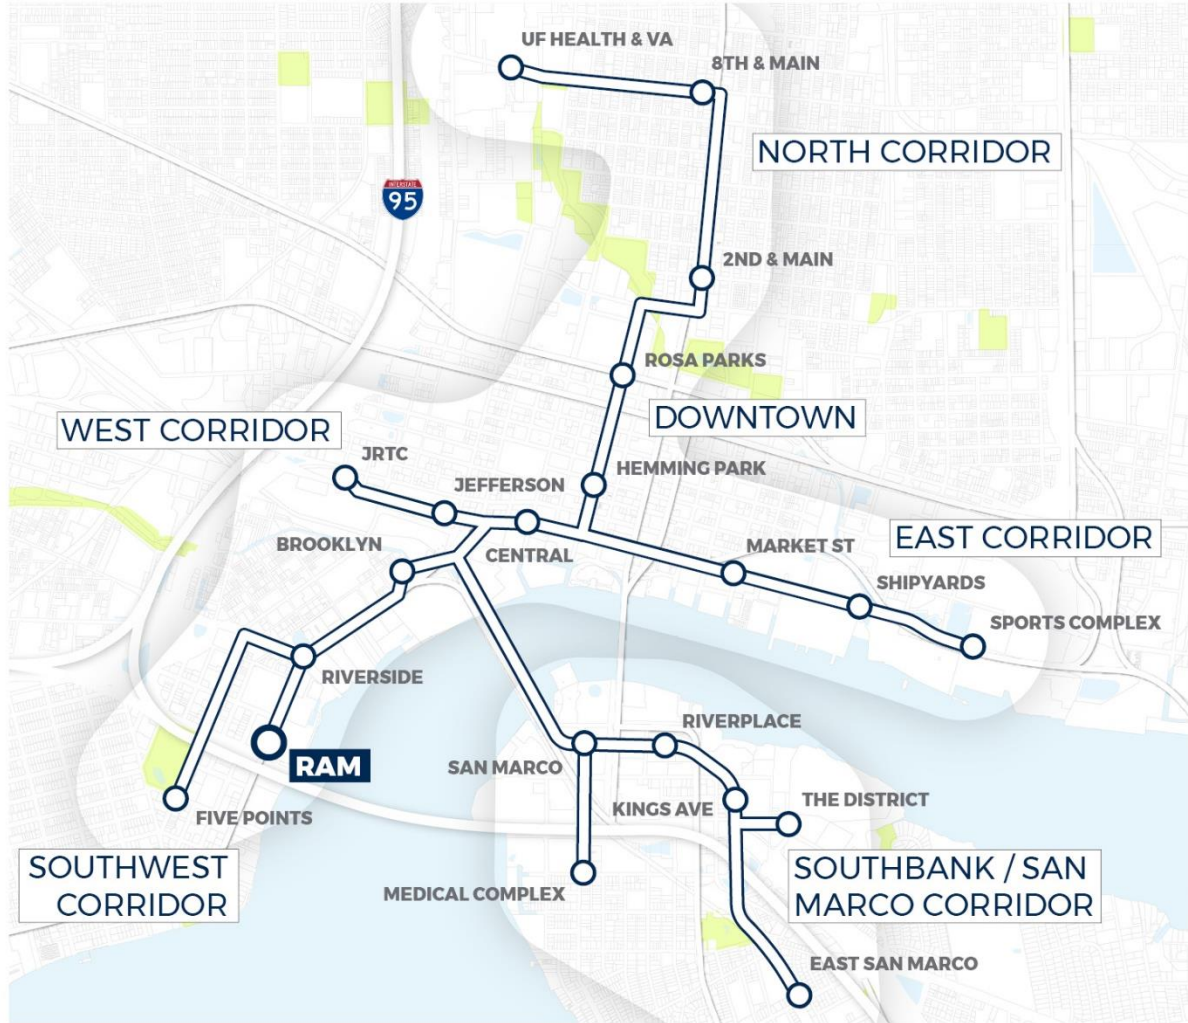 UF HEALTH & VA
8TH & MAIN
NORTH CORRIDOR
INTERSTATE
95
2ND & MAIN
ROSA PARKS
DOWNTOWN
WEST CORRIDOR
JRTC
HEMMING PARK
JEFFERSON
EAST CORRIDOR
BROOKLYN
CENTRAL
MARKET ST
SHIPYARDS
SPORTS COMPLEX
RIVERSIDE
RIVERPLACE
RAM
SAN MARCO
KINGS AVE
THE DISTRICT
FIVE POINTS
SOUTHWEST
CORRIDOR
MEDICAL COMPLEX
SOUTHBANK / SAN
MARCO CORRIDOR
EAST SAN MARCO